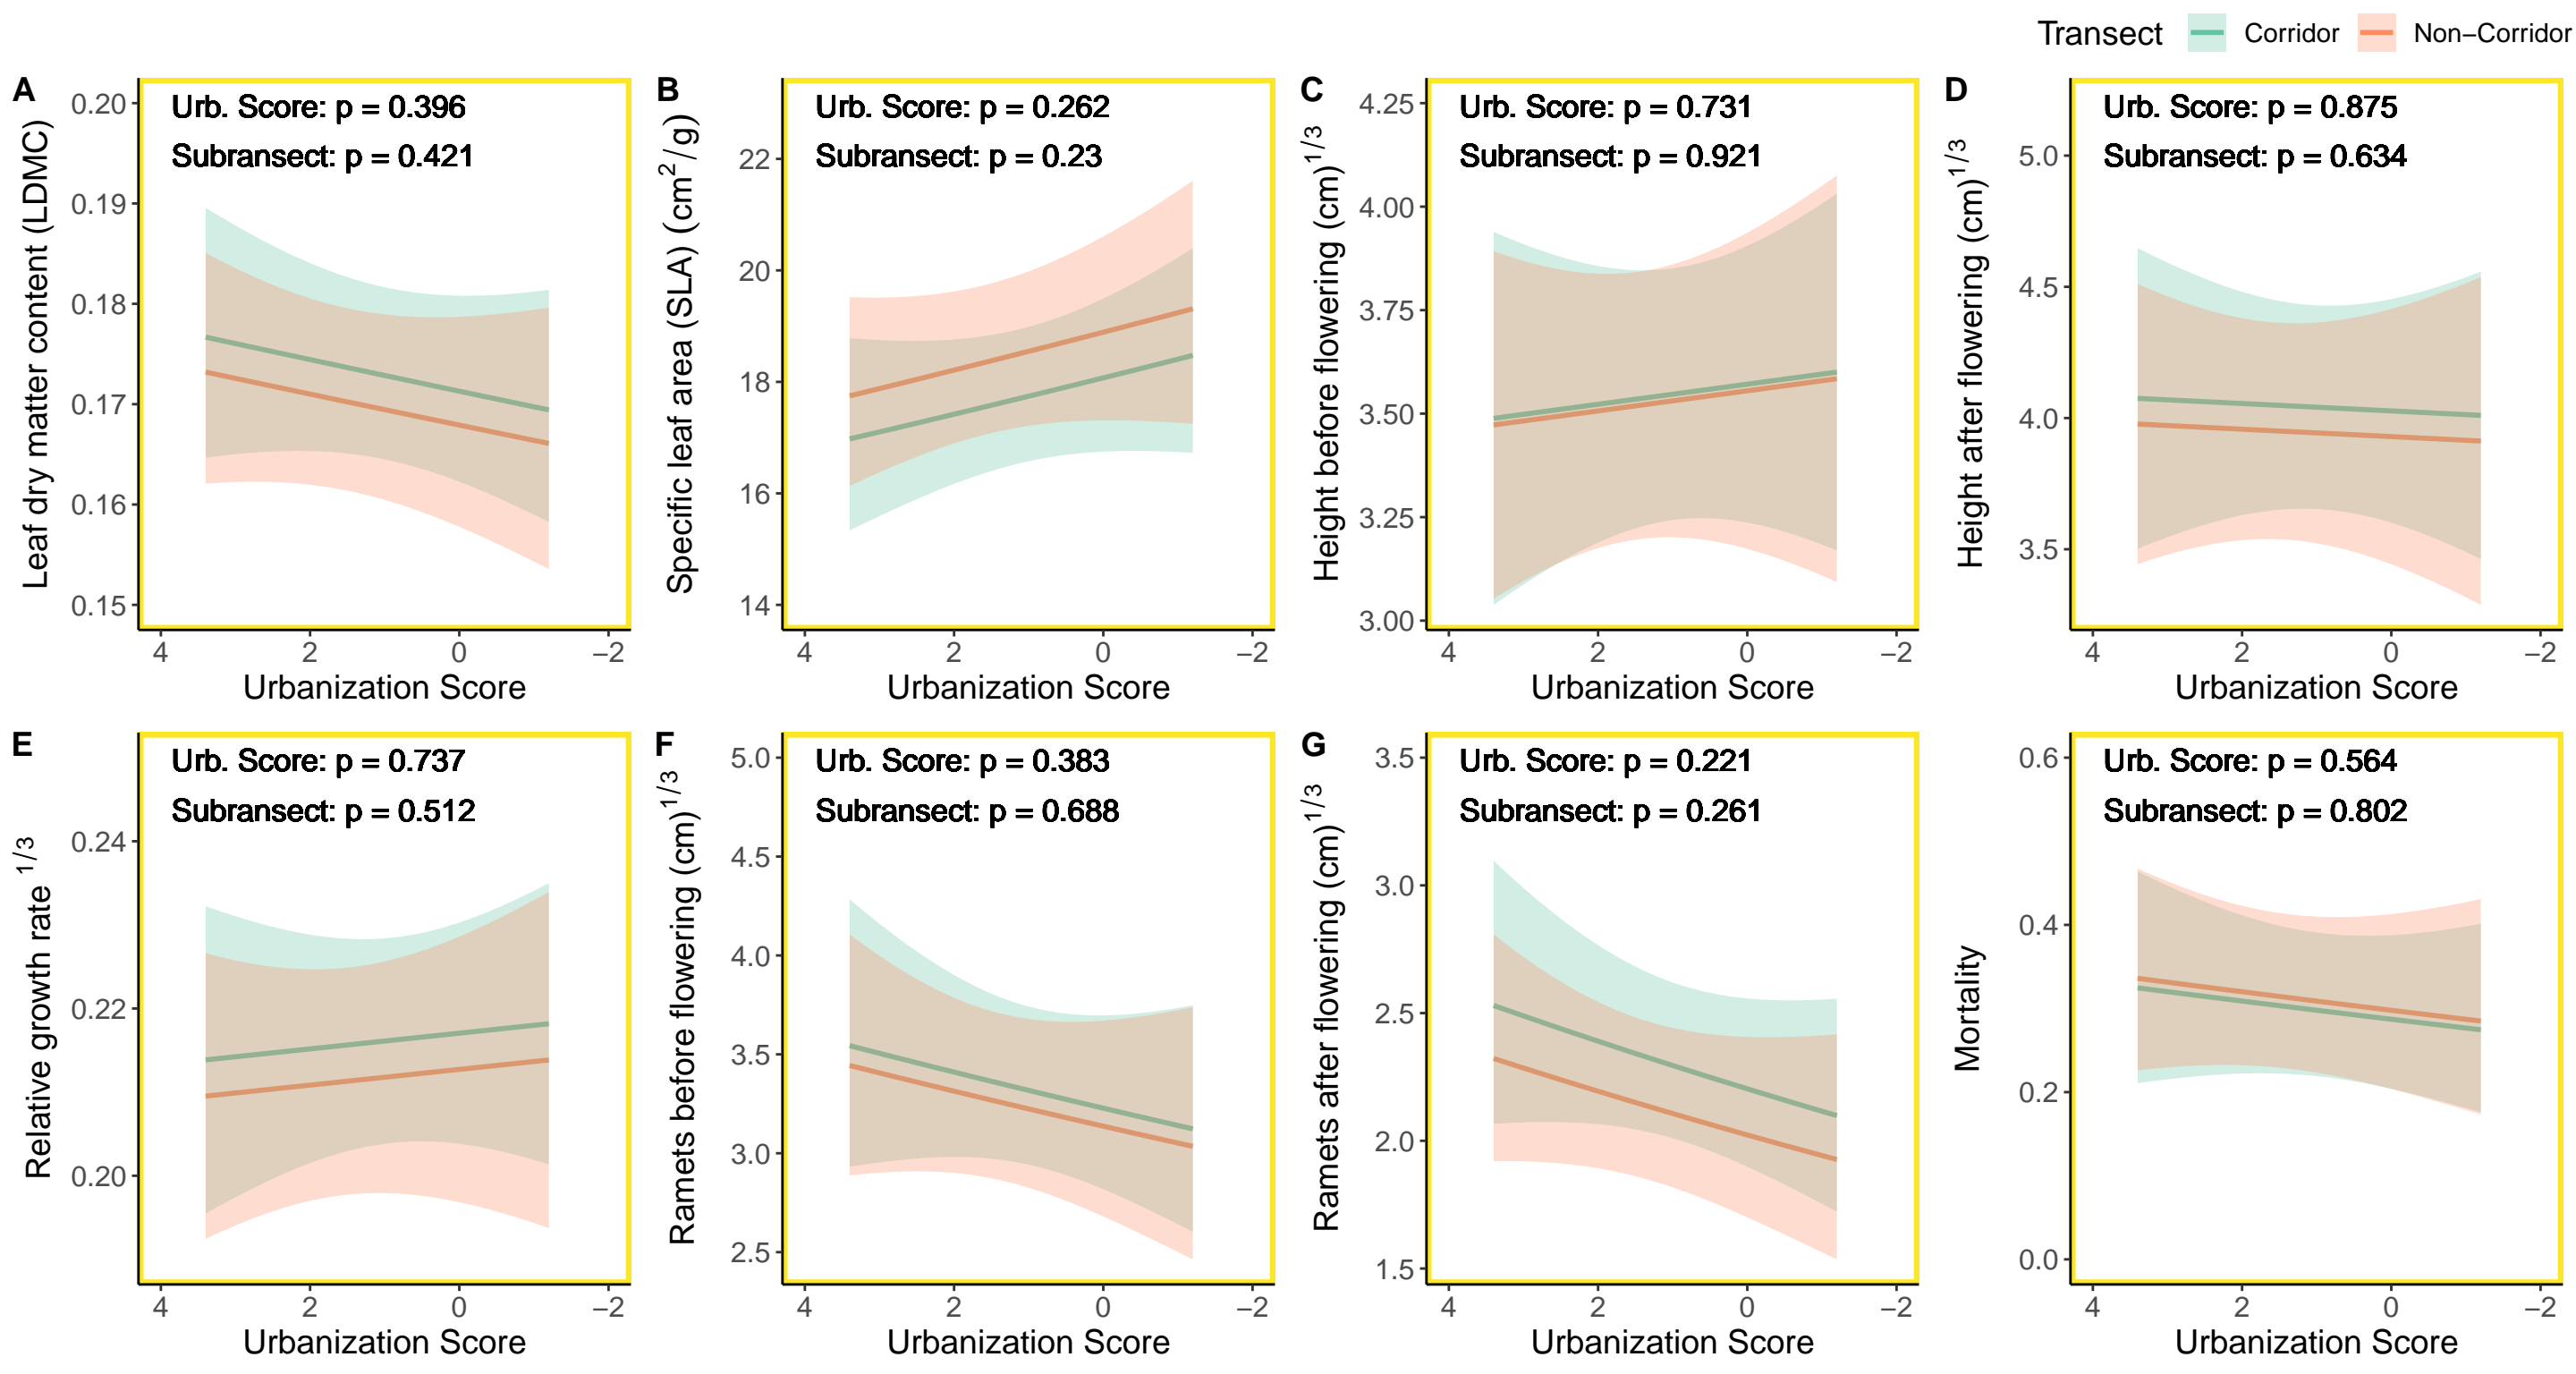 Transect Corridor Non−Corridor
A
Leaf dry matter content (LDMC)
0.20
0.19
0.18
0.17
0.16
0.15
Urb. Score: p = 0.396
Subransect: p = 0.421
4 2 0 −2
Urbanization Score
B
Specific leaf area (SLA) (cm²/g)
22
20
18
16
14
Urb. Score: p = 0.262
Subransect: p = 0.23
4 2 0 −2
Urbanization Score
C
Height before flowering (cm)^1/3
4.25
4.00
3.75
3.50
3.25
3.00
Urb. Score: p = 0.731
Subransect: p = 0.921
4 2 0 −2
Urbanization Score
D
Height after flowering (cm)^1/3
5.0
4.5
4.0
3.5
Urb. Score: p = 0.875
Subransect: p = 0.634
4 2 0 −2
Urbanization Score
E
Relative growth rate ^1/3
0.24
0.22
0.20
Urb. Score: p = 0.737
Subransect: p = 0.512
4 2 0 −2
Urbanization Score
F
Ramets before flowering (cm)^1/3
5.0
4.5
4.0
3.5
3.0
2.5
Urb. Score: p = 0.383
Subransect: p = 0.688
4 2 0 −2
Urbanization Score
G
Ramets after flowering (cm)^1/3
3.5
3.0
2.5
2.0
1.5
Urb. Score: p = 0.221
Subransect: p = 0.261
4 2 0 −2
Urbanization Score
Mortality
0.6
0.4
0.2
0.0
Urb. Score: p = 0.564
Subransect: p = 0.802
4 2 0 −2
Urbanization Score